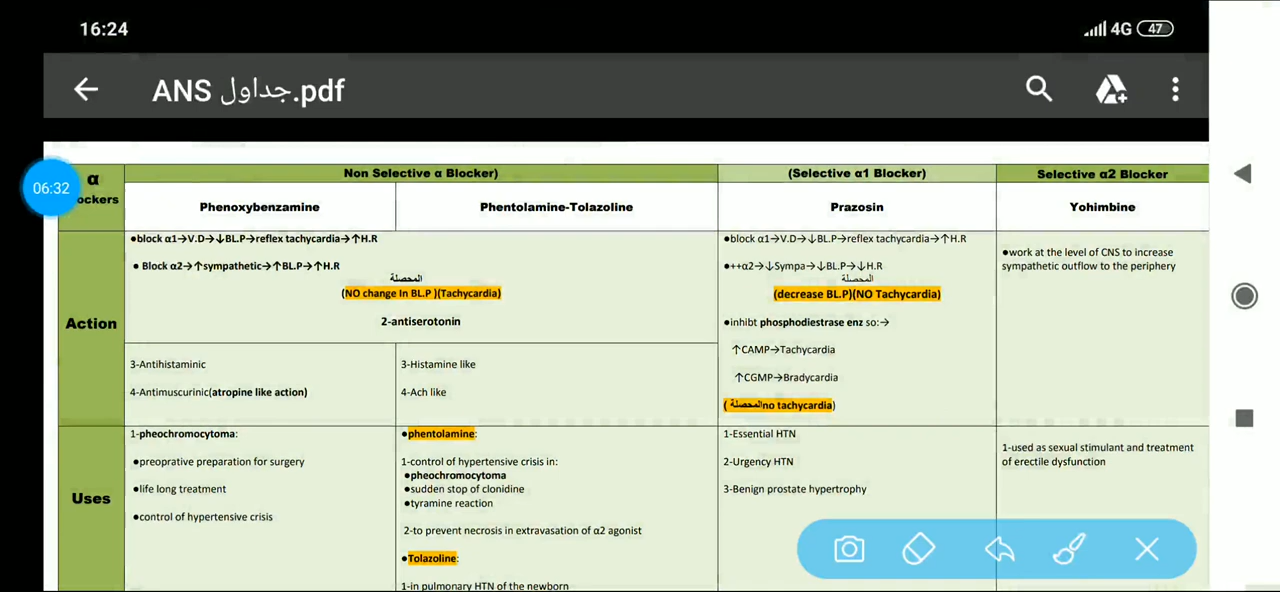 16:24
4G 47
ANS جداول.pdf
06:32
α
ockers
Non Selective α Blocker)
(Selective α1 Blocker)
Selective α2 Blocker
Phenoxybenzamine
Phentolamine-Tolazoline
Prazosin
Yohimbine
Action
●block α1→V.D→↓BL.P→reflex tachycardia→↑H.R
● Block α2→↑sympathetic→↑BL.P→↑H.R
المحصلة
(NO change In BL.P )(Tachycardia)
2-antiserotonin
3-Antihistaminic
4-Antimuscurinic(atropine like action)
3-Histamine like
4-Ach like
●block α1→V.D→↓BL.P→reflex tachycardia→↑H.R
●++α2→↓Sympa→↓BL.P→↓H.R
المحصلة
(decrease BL.P)(NO Tachycardia)
●inhibt phosphodiestrase enz so:→
↑CAMP→Tachycardia
↑CGMP→Bradycardia
( المحصلةno tachycardia)
●work at the level of CNS to increase
sympathetic outflow to the periphery
Uses
1-pheochromocytoma:
●preoprative preparation for surgery
●life long treatment
●control of hypertensive crisis
●phentolamine:
1-control of hypertensive crisis in:
●pheochromocytoma
●sudden stop of clonidine
●tyramine reaction
2-to prevent necrosis in extravasation of α2 agonist
●Tolazoline:
1-in pulmonary HTN of the newborn
1-Essential HTN
2-Urgency HTN
3-Benign prostate hypertrophy
1-used as sexual stimulant and treatment
of erectile dysfunction